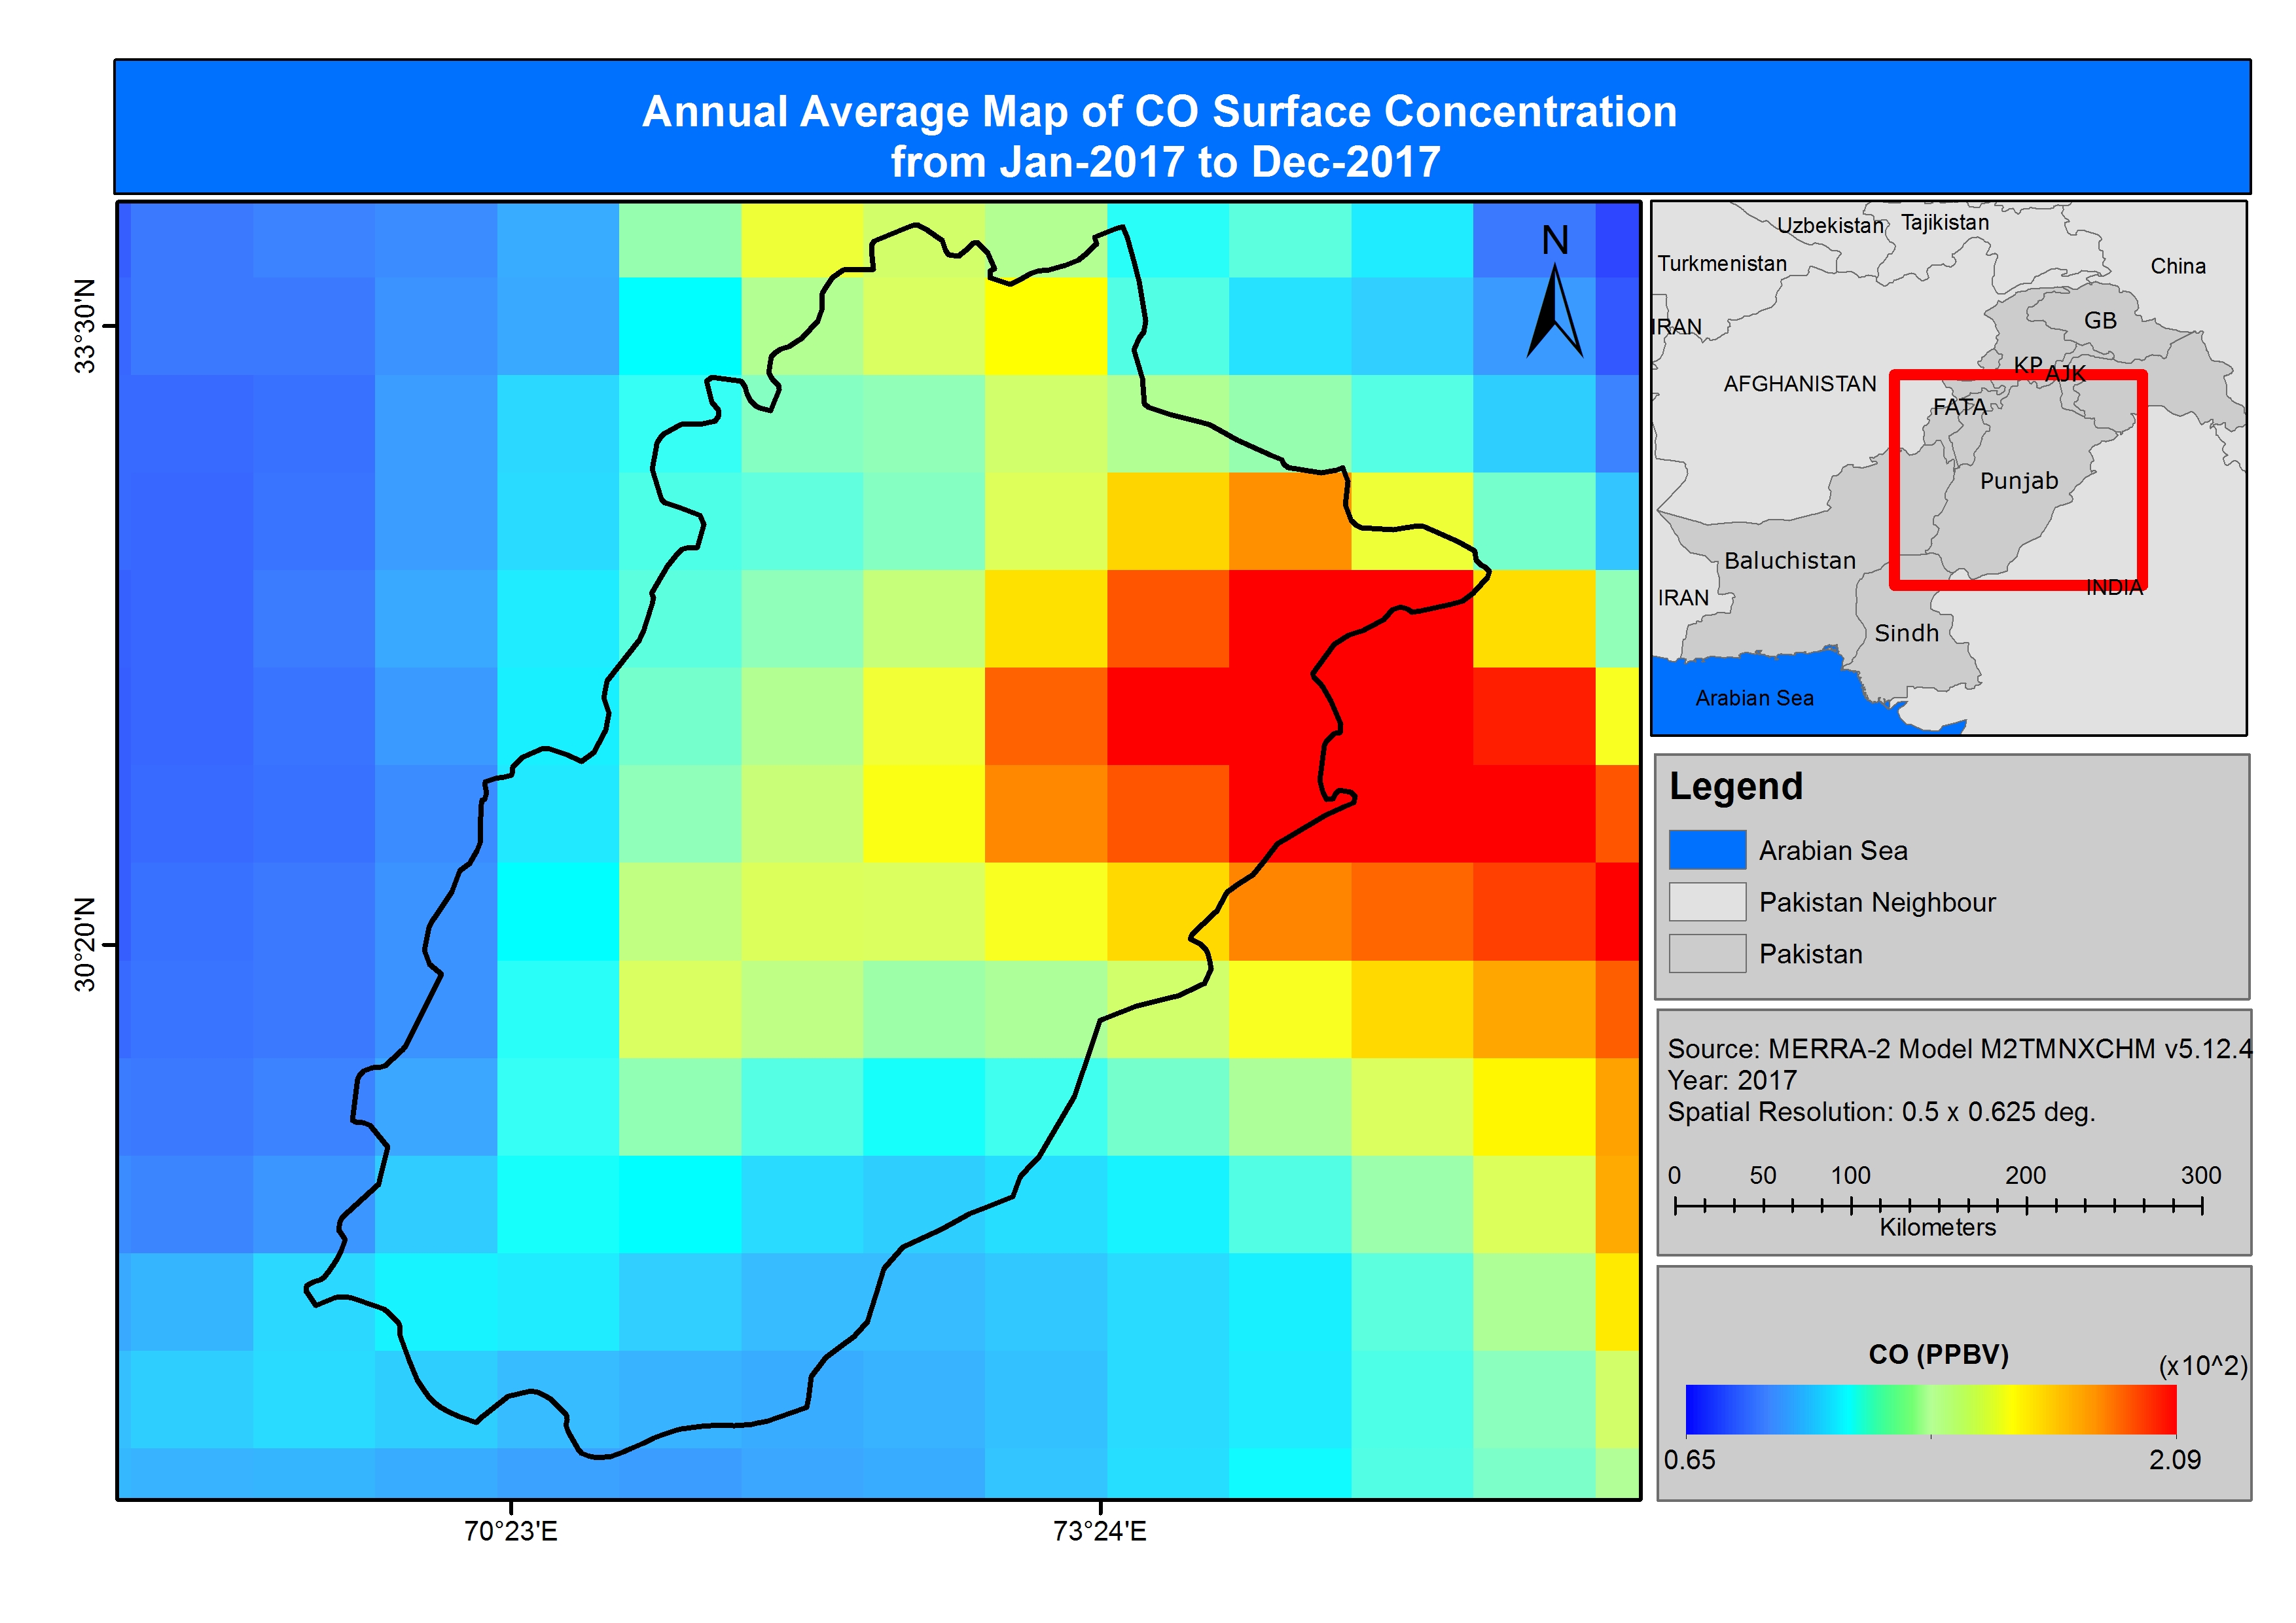 Annual Average Map of CO Surface Concentration
from Jan-2017 to Dec-2017
N
33°30'N
30°20'N
70°23'E
73°24'E
Uzbekistan
Tajikistan
Turkmenistan
China
IRAN
GB
KP
AJK
AFGHANISTAN
FATA
Punjab
Baluchistan
INDIA
IRAN
Sindh
Arabian Sea
Legend
Arabian Sea
Pakistan Neighbour
Pakistan
Source: MERRA-2 Model M2TMNXCHM v5.12.4
Year: 2017
Spatial Resolution: 0.5 x 0.625 deg.
0 50 100 200 300
Kilometers
CO (PPBV)
(x10^2)
0.65 2.09